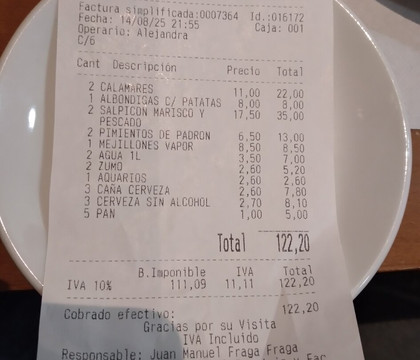 Factura simplificada:0007364 Id.:016172
Fecha: 14/08/25 21:55 Caja: 001
Operario: Alejandra
C/6
Cant Descripción Precio Total
2 CALAMARES 11,00 22,00
1 ALBONDIGAS C/ PATATAS 8,00 8,00
2 SALPICON MARISCO Y 17,50 35,00
PESCADO
2 PIMIENTOS DE PADRON 6,50 13,00
1 MEJILLONES VAPOR 8,50 8,50
2 AGUA 1L 3,50 7,00
2 ZUMO 2,60 5,20
1 AQUARIOS 2,60 2,60
3 CAÑA CERVEZA 2,60 7,80
3 CERVEZA SIN ALCOHOL 2,70 8,10
5 PAN 1,00 5,00
Total 122,20
B.Imponible IVA Total
IVA 10% 111,09 11,11 122,20
Cobrado efectivo: 122,20
Gracias por su Visita
IVA Incluido
Responsable: Juan Manuel Fraga Fraga